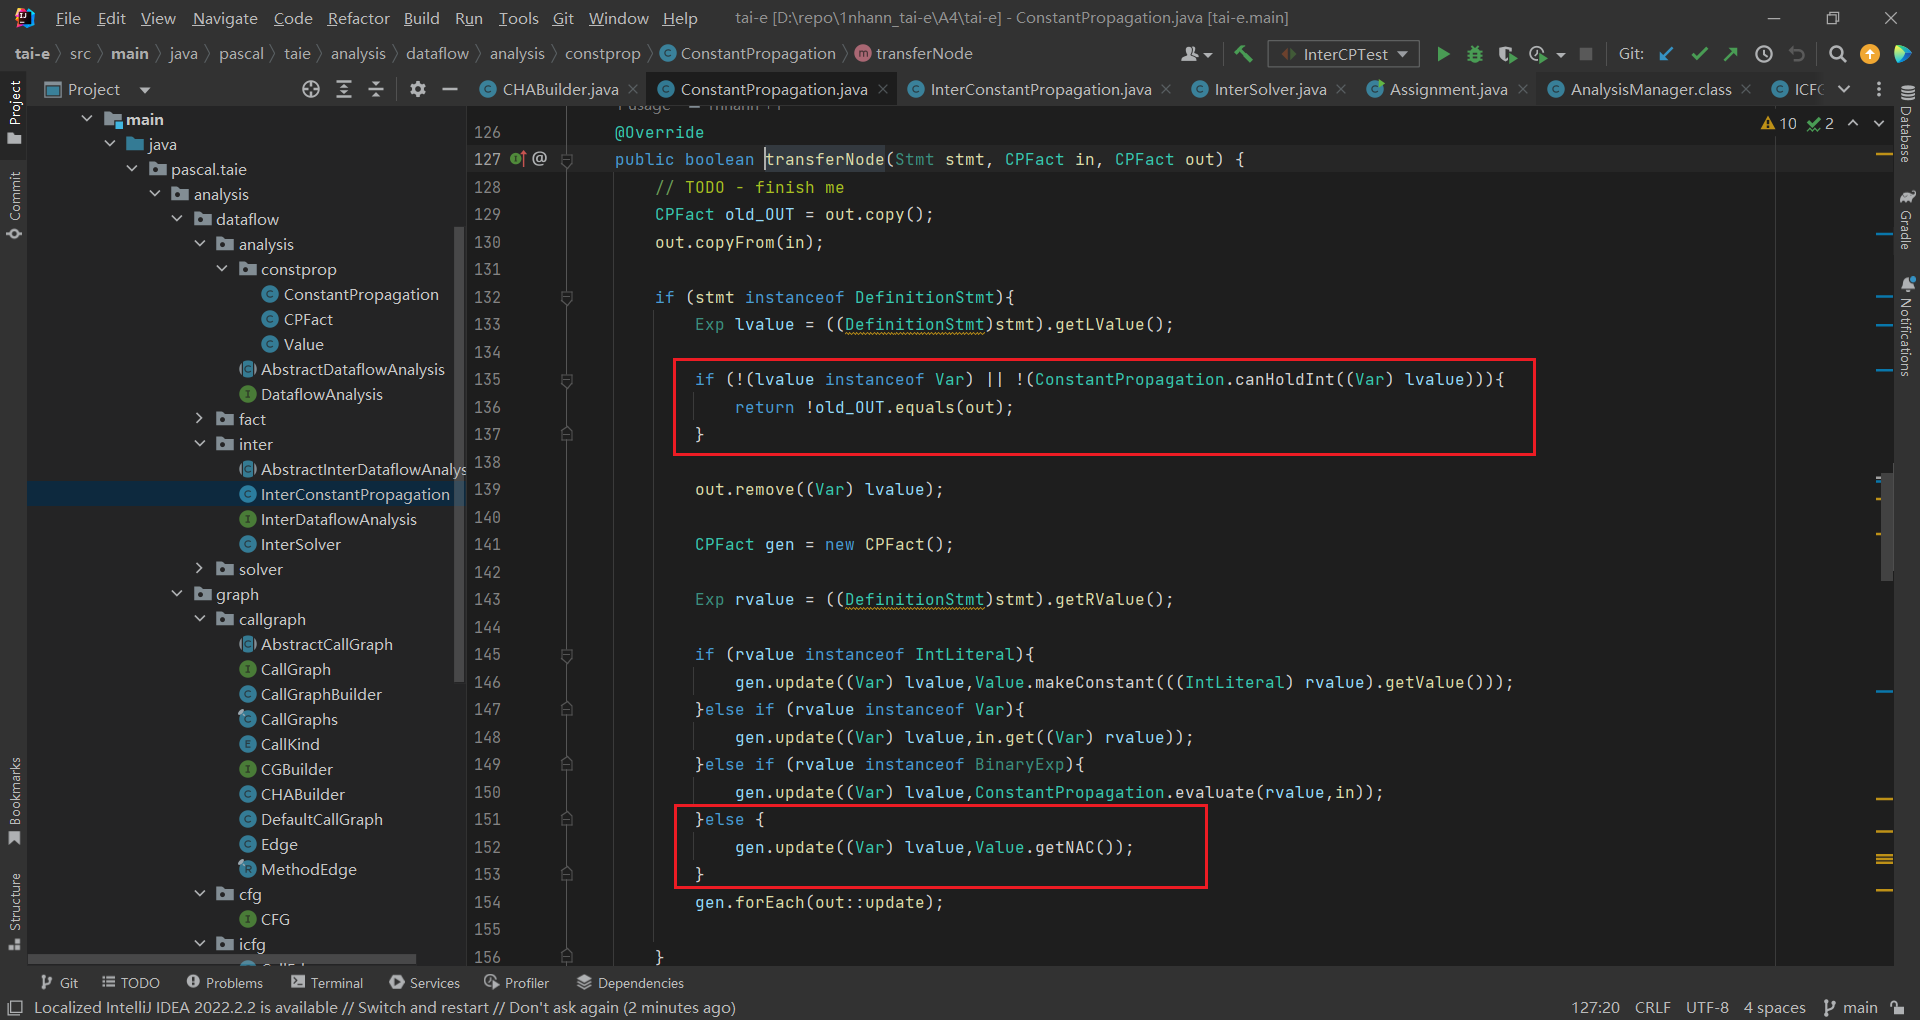 File Edit View Navigate Code Refactor Build Run Tools Git Window Help tai-e [D:\repo\1nhann_tai-e\A4\tai-e] - ConstantPropagation.java [tai-e.main]
tai-e src main java pascal taie analysis dataflow analysis constprop ConstantPropagation transferNode InterCPTest Git:
Project CHABuilder.java ConstantPropagation.java InterConstantPropagation.java InterSolver.java Assignment.java AnalysisManager.class ICFG
Project
Commit
Bookmarks
Structure
main
java
pascal.taie
analysis
dataflow
analysis
constprop
ConstantPropagation
CPFact
Value
AbstractDataflowAnalysis
DataflowAnalysis
fact
inter
AbstractInterDataflowAnalys
InterConstantPropagation
InterDataflowAnalysis
InterSolver
solver
graph
callgraph
AbstractCallGraph
CallGraph
CallGraphBuilder
CallGraphs
CallKind
CGBuilder
CHABuilder
DefaultCallGraph
Edge
MethodEdge
cfg
CFG
icfg
10 2
126 @Override
127 @ public boolean transferNode(Stmt stmt, CPFact in, CPFact out) {
128 // TODO - finish me
129 CPFact old_OUT = out.copy();
130 out.copyFrom(in);
131
132 if (stmt instanceof DefinitionStmt){
133 Exp lvalue = ((DefinitionStmt)stmt).getLValue();
134
135 if (!(lvalue instanceof Var) || !(ConstantPropagation.canHoldInt((Var) lvalue))){
136 return !old_OUT.equals(out);
137 }
138
139 out.remove((Var) lvalue);
140
141 CPFact gen = new CPFact();
142
143 Exp rvalue = ((DefinitionStmt)stmt).getRValue();
144
145 if (rvalue instanceof IntLiteral){
146 gen.update((Var) lvalue,Value.makeConstant(((IntLiteral) rvalue).getValue()));
147 }else if (rvalue instanceof Var){
148 gen.update((Var) lvalue,in.get((Var) rvalue));
149 }else if (rvalue instanceof BinaryExp){
150 gen.update((Var) lvalue,ConstantPropagation.evaluate(rvalue,in));
151 }else {
152 gen.update((Var) lvalue,Value.getNAC());
153 }
154 gen.forEach(out::update);
155
156 }
Database
Gradle
Notifications
Git TODO Problems Terminal Services Profiler Dependencies
Localized IntelliJ IDEA 2022.2.2 is available // Switch and restart // Don't ask again (2 minutes ago) 127:20 CRLF UTF-8 4 spaces main